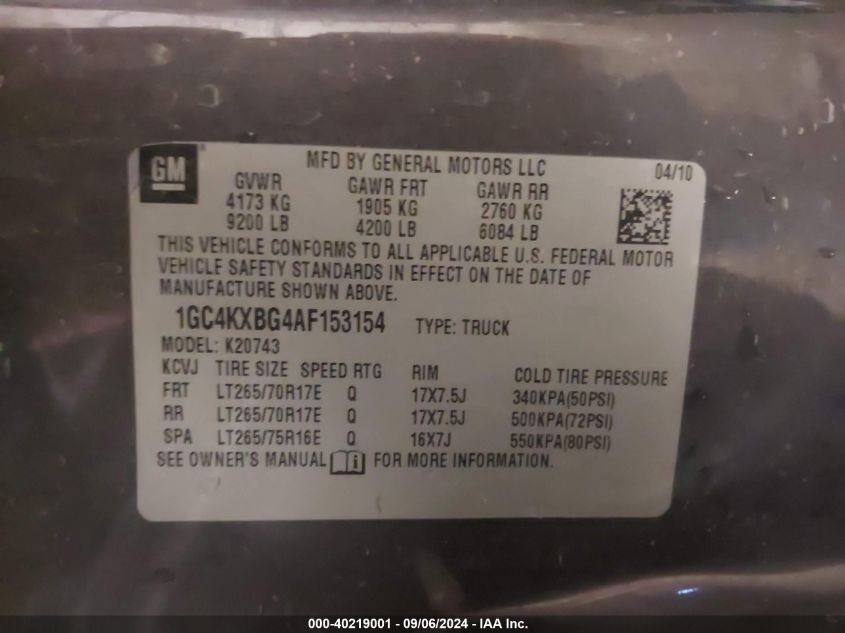 GM
MFD BY GENERAL MOTORS LLC 04/10
GVWR GAWR FRT GAWR RR
4173 KG 1905 KG 2760 KG
9200 LB 4200 LB 6084 LB
THIS VEHICLE CONFORMS TO ALL APPLICABLE U.S. FEDERAL MOTOR
VEHICLE SAFETY STANDARDS IN EFFECT ON THE DATE OF
MANUFACTURE SHOWN ABOVE.
1GC4KXBG4AF153154 TYPE: TRUCK
MODEL: K20743
KCVJ TIRE SIZE SPEED RTG RIM COLD TIRE PRESSURE
FRT LT265/70R17E Q 17X7.5J 340KPA(50PSI)
RR LT265/70R17E Q 17X7.5J 500KPA(72PSI)
SPA LT265/75R16E Q 16X7J 550KPA(80PSI)
SEE OWNER'S MANUAL i FOR MORE INFORMATION.
000-40219001 - 09/06/2024 - IAA Inc.